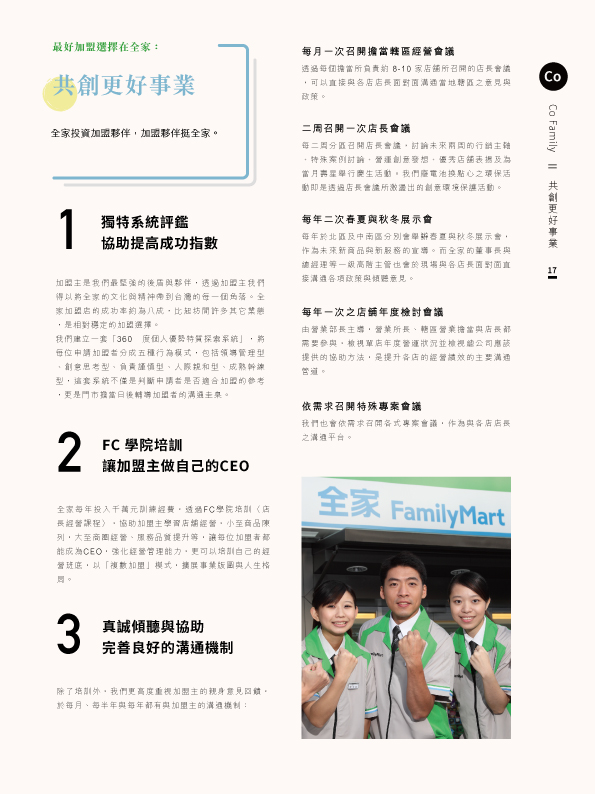 最好加盟選擇在全家：
共創更好事業
全家投資加盟夥伴，加盟夥伴挺全家。
1
獨特系統評鑑
協助提高成功指數
加盟主是我們最堅強的後盾與夥伴，透過加盟主我們
得以將全家的文化與精神帶到台灣的每一個角落。全
家加盟店的成功率約為八成，比起坊間許多其它業態
，是相對穩定的加盟選擇。
我們建立一套「360 度個人優勢特質探索系統」，將
每位申請加盟者分成五種行為模式，包括領導管理型
、創意思考型、負責謹慎型、人際親和型、成熟幹練
型，這套系統不僅是判斷申請者是否適合加盟的參考
，更是門市擔當日後輔導加盟者的溝通圭臬。
2
FC 學院培訓
讓加盟主做自己的CEO
全家每年投入千萬元訓練經費，透過FC學院培訓（店
長經營課程），協助加盟主學習店舖經營，小至商品陳
列，大至商圈經營、服務品質提升等，讓每位加盟者都
能成為CEO，強化經營管理能力，更可以培訓自己的經
營班底，以「複數加盟」模式，擴展事業版圖與人生格
局。
3
真誠傾聽與協助
完善良好的溝通機制
除了培訓外，我們更高度重視加盟主的親身意見回饋，
於每月、每半年與每年都有與加盟主的溝通機制：
每月一次召開擔當轄區經營會議
透過每個擔當所負責約 8-10 家店舖所召開的店長會議
，可以直接與各店店長面對面溝通當地轄區之意見與
政策。
二周召開一次店長會議
每二周分區召開店長會議，討論未來兩周的行銷主軸
、特殊案例討論、營運創意發想、優秀店舖表揚及為
當月壽星舉行慶生活動。我們廢電池換點心之環保活
動即是透過店長會議所激盪出的創意環境保護活動。
每年二次春夏與秋冬展示會
每年於北區及中南區分別會舉辦春夏與秋冬展示會，
作為未來新商品與新服務的宣導。而全家的董事長與
總經理等一級高階主管也會於現場與各店長面對面直
接溝通各項政策與傾聽意見。
每年一次之店舖年度檢討會議
由營業部長主導，營業所長、轄區營業擔當與店長都
需要參與，檢視單店年度營運狀況並檢視總公司應該
提供的協助方法，是提升各店的經營績效的主要溝通
管道。
依需求召開特殊專案會議
我們也會依需求召開各式專案會議，作為與各店店長
之溝通平台。
全家 FamilyMart
Co
Co Family
共創更好事業
17